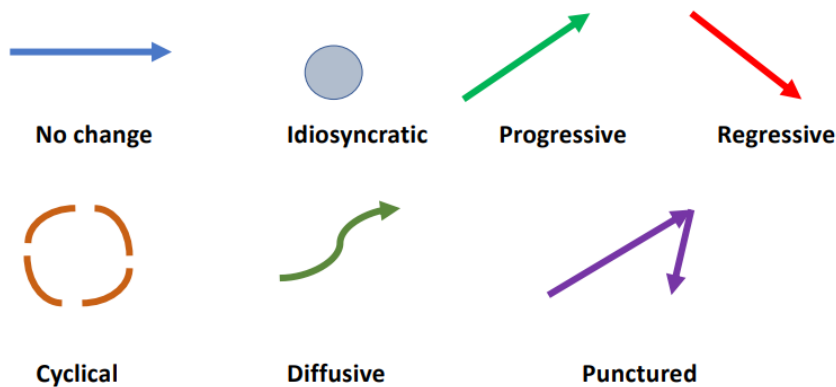 No change Idiosyncratic Progressive Regressive
Cyclical Diffusive Punctured